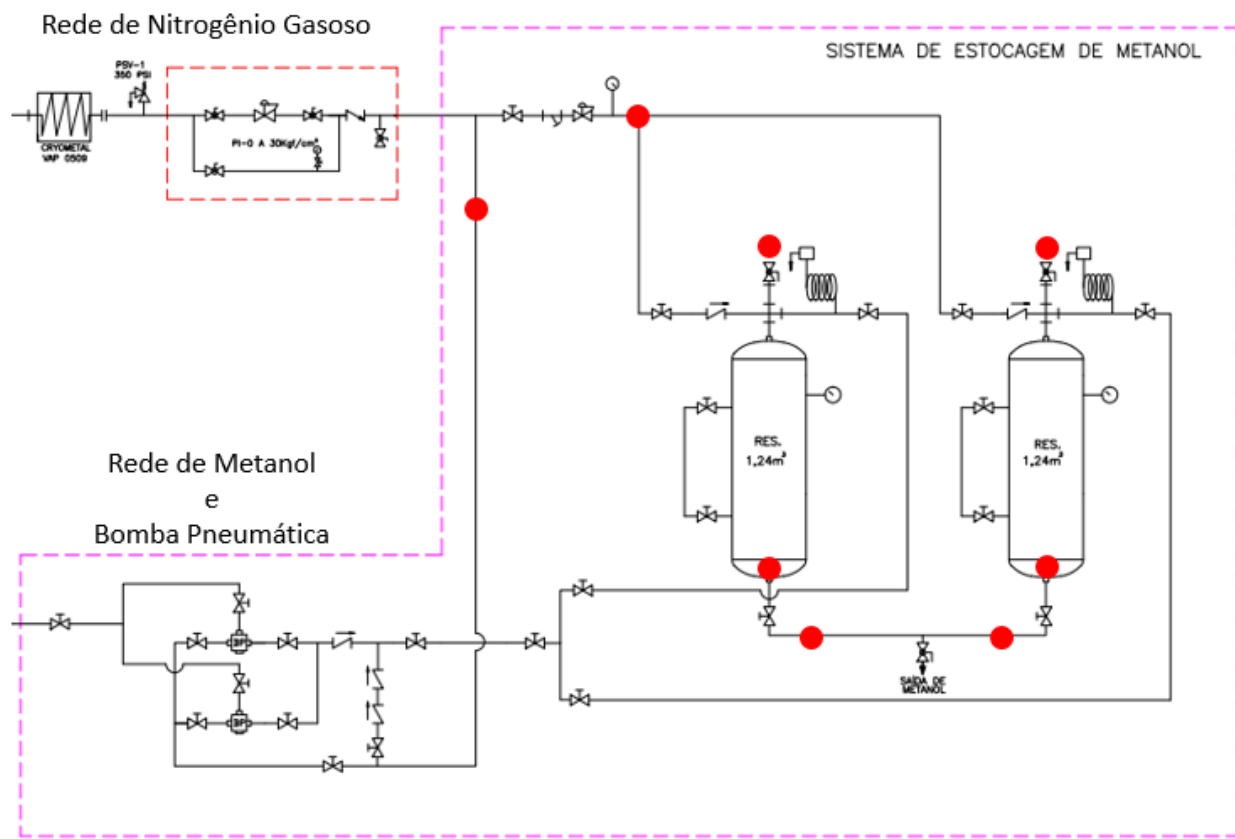 Rede de Nitrogênio Gasoso
SISTEMA DE ESTOCAGEM DE METANOL
PSV-1
350 PSI
PI-0 A 30Kgf/cm²
CRYOMETAL
VAP 0509
RES.
1,24m³
RES.
1,24m³
Rede de Metanol
e
Bomba Pneumática
BP
BP
SAÍDA DE
METANOL